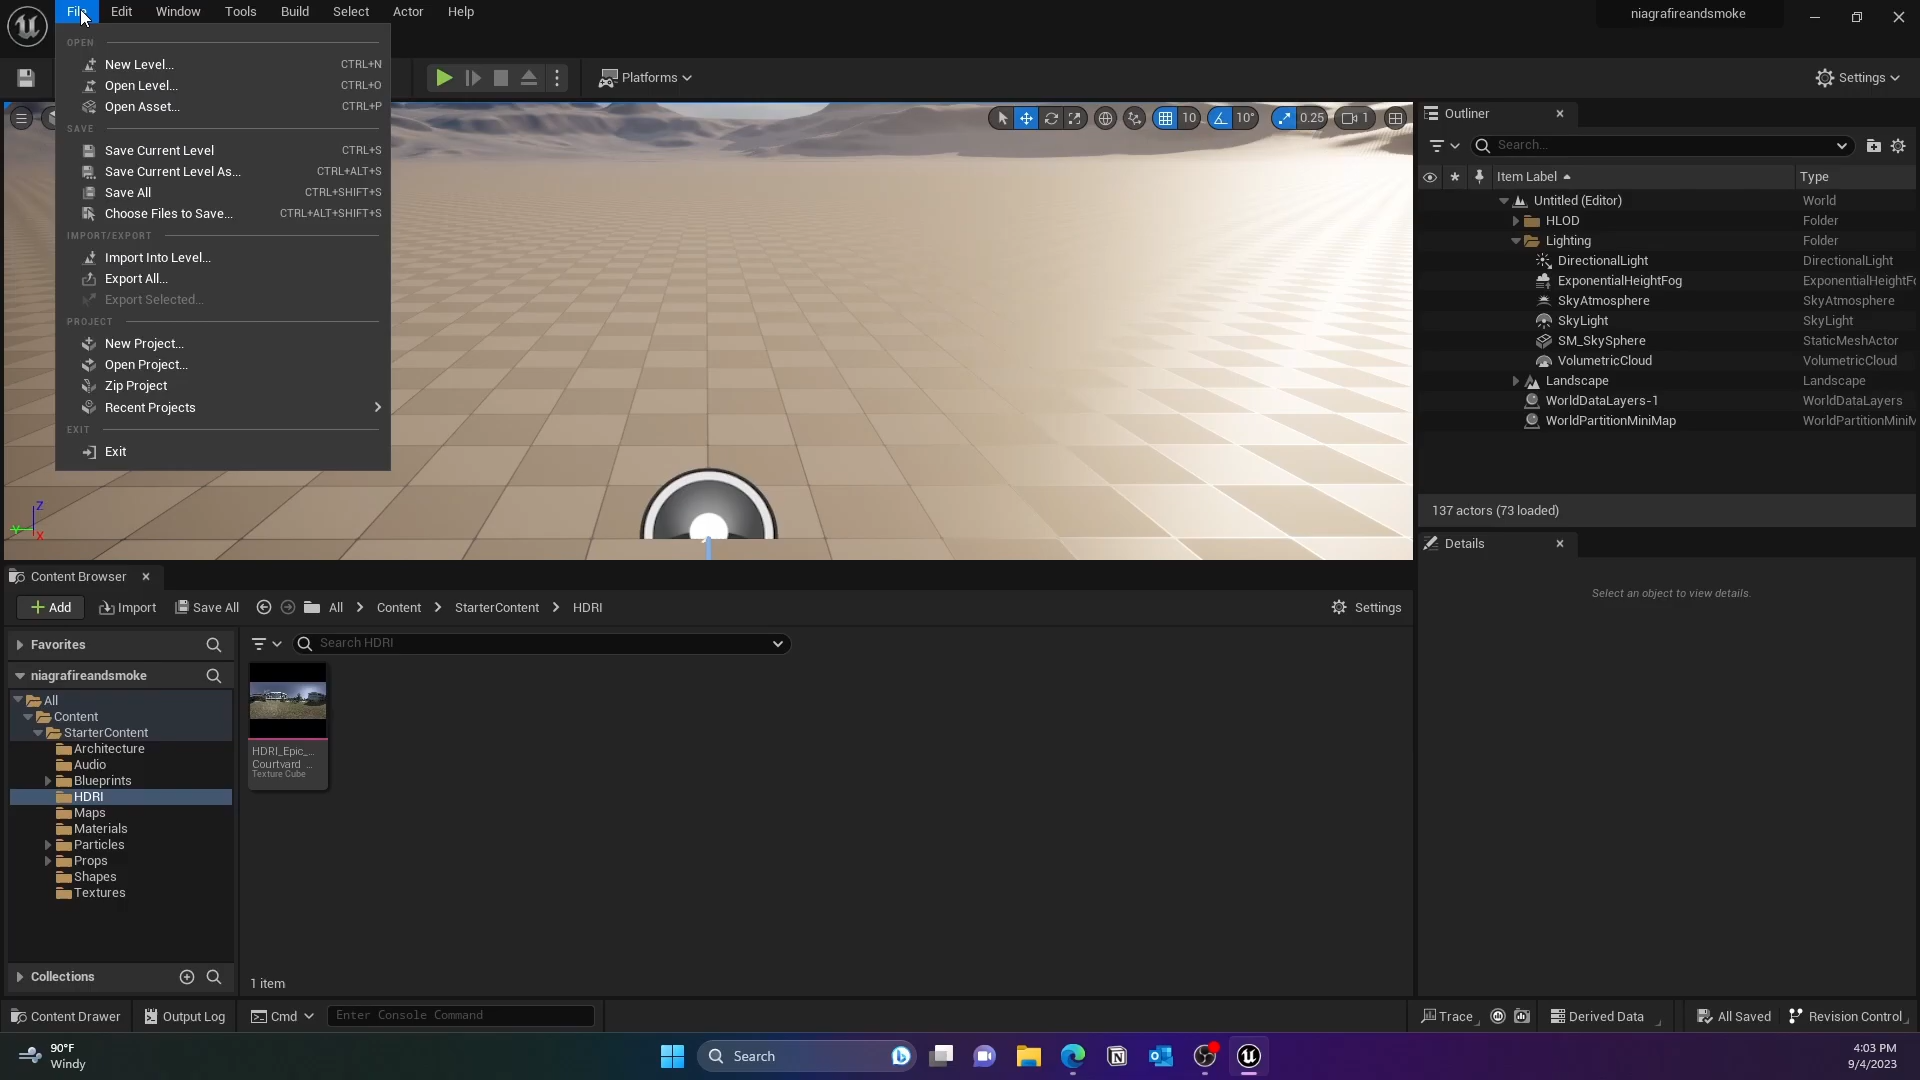 File Edit Window Tools Build Select Actor Help
niagrafireandsmoke
OPEN
New Level... CTRL+N
Open Level... CTRL+O
Open Asset... CTRL+P
SAVE
Save Current Level CTRL+S
Save Current Level As... CTRL+ALT+S
Save All CTRL+SHIFT+S
Choose Files to Save... CTRL+ALT+SHIFT+S
IMPORT/EXPORT
Import Into Level...
Export All...
Export Selected...
PROJECT
New Project...
Open Project...
Zip Project
Recent Projects
EXIT
Exit
Platforms
Settings
10 10° 0.25 1
Z
Y
X
Outliner
Search...
Item Label Type
Untitled (Editor) World
HLOD Folder
Lighting Folder
DirectionalLight DirectionalLight
ExponentialHeightFog ExponentialHeightFo
SkyAtmosphere SkyAtmosphere
SkyLight SkyLight
SM_SkySphere StaticMeshActor
VolumetricCloud VolumetricCloud
Landscape Landscape
WorldDataLayers-1 WorldDataLayers
WorldPartitionMiniMap WorldPartitionMiniM
137 actors (73 loaded)
Details
Select an object to view details.
Content Browser
Add Import Save All All Content StarterContent HDRI Settings
Favorites
Search HDRI
niagrafireandsmoke
All
Content
StarterContent
Architecture
Audio
Blueprints
HDRI
Maps
Materials
Particles
Props
Shapes
Textures
HDRI_Epic_...
Courtyard_...
Texture Cube
Collections
1 item
Content Drawer Output Log Cmd Enter Console Command Trace Derived Data All Saved Revision Control
90°F
Windy
Search
4:03 PM
9/4/2023